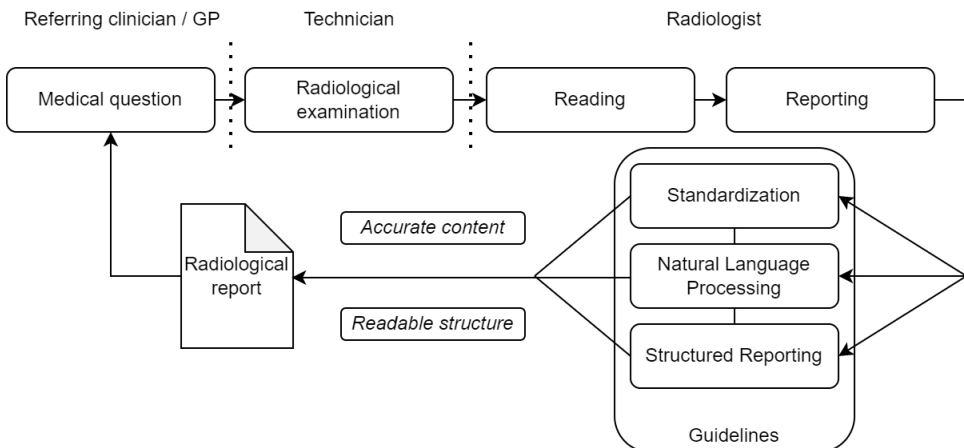 Referring clinician / GP
Technician
Radiologist
Medical question
Radiological
examination
Reading
Reporting
Standardization
Accurate content
Natural Language
Processing
Radiological
report
Readable structure
Structured Reporting
Guidelines